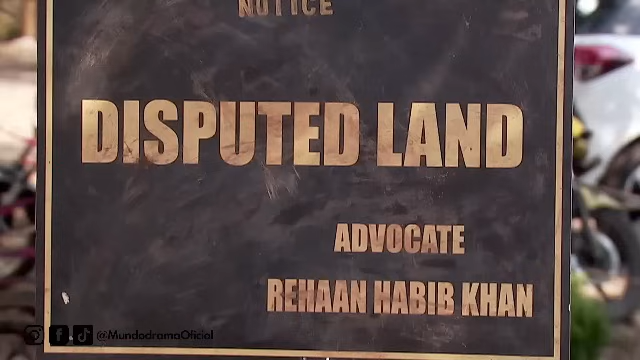 NOTICE
DISPUTED LAND
ADVOCATE
REHAAN HABIB KHAN
@MundodramaOficial